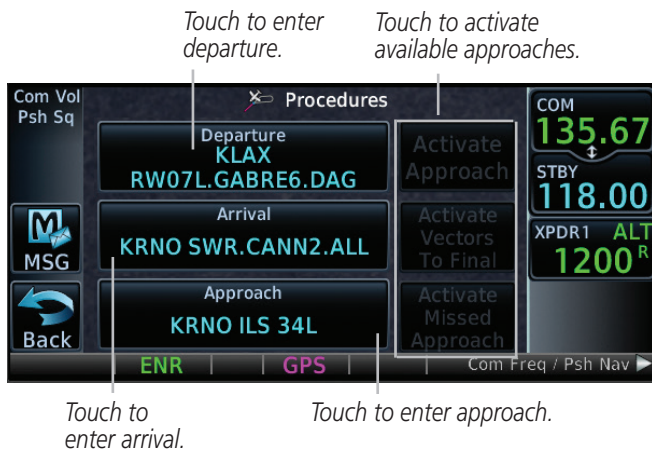 Touch to enter
departure.
Touch to activate
available approaches.
Com Vol
Psh Sq
Procedures
Departure
KLAX
RW07L.GABRE6.DAG
Activate
Approach
COM
135.67
STBY
118.00
Arrival
KRNO SWR.CANN2.ALL
Activate
Vectors
To Final
MSG
XPDR1 ALT
1200 R
Approach
KRNO ILS 34L
Activate
Missed
Approach
Back
ENR
GPS
Com Freq / Psh Nav
Touch to
enter arrival.
Touch to enter approach.